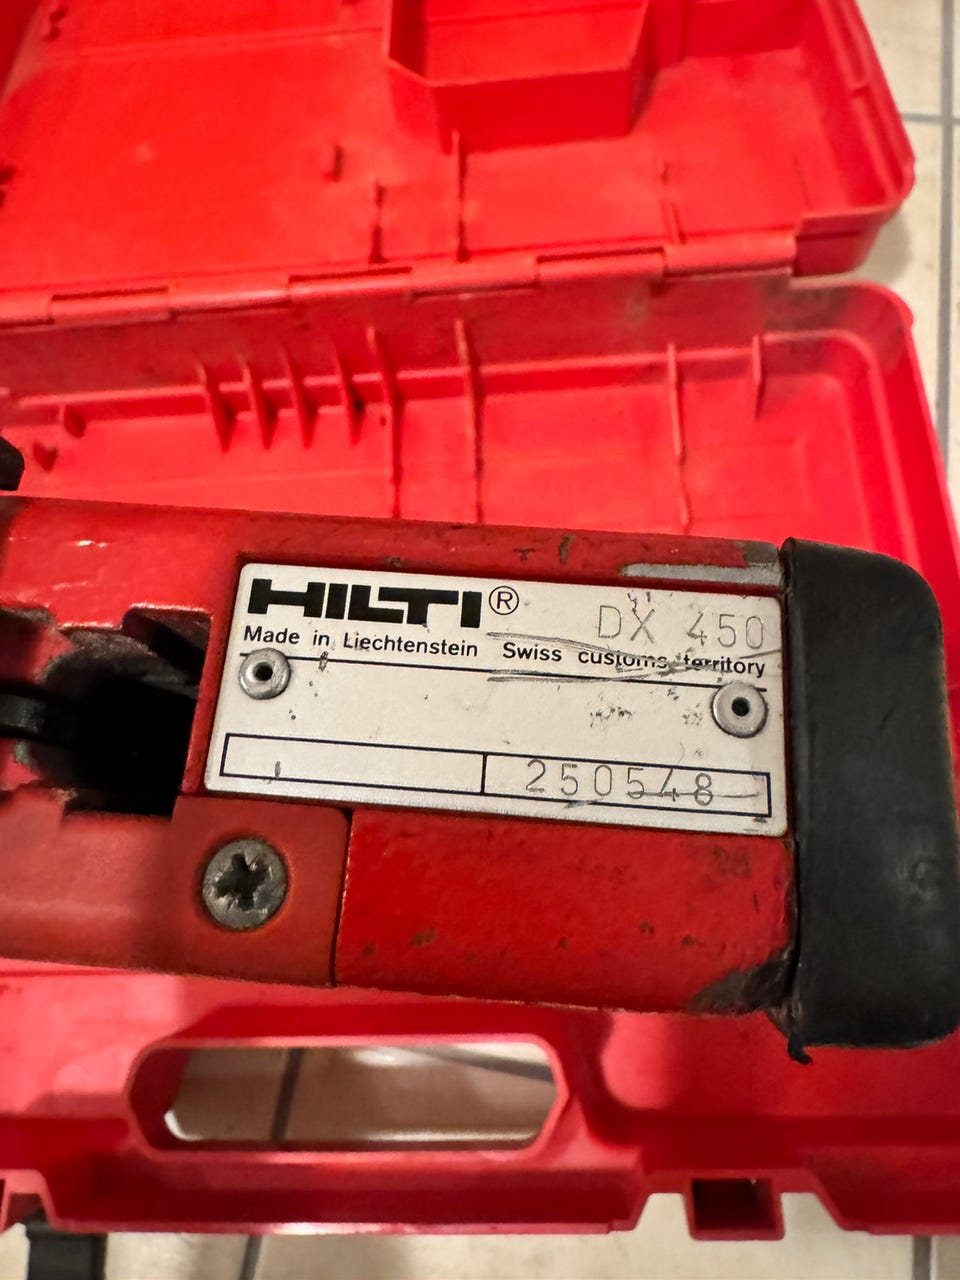 HILTI® DX 450
Made in Liechtenstein Swiss customs territory
250548